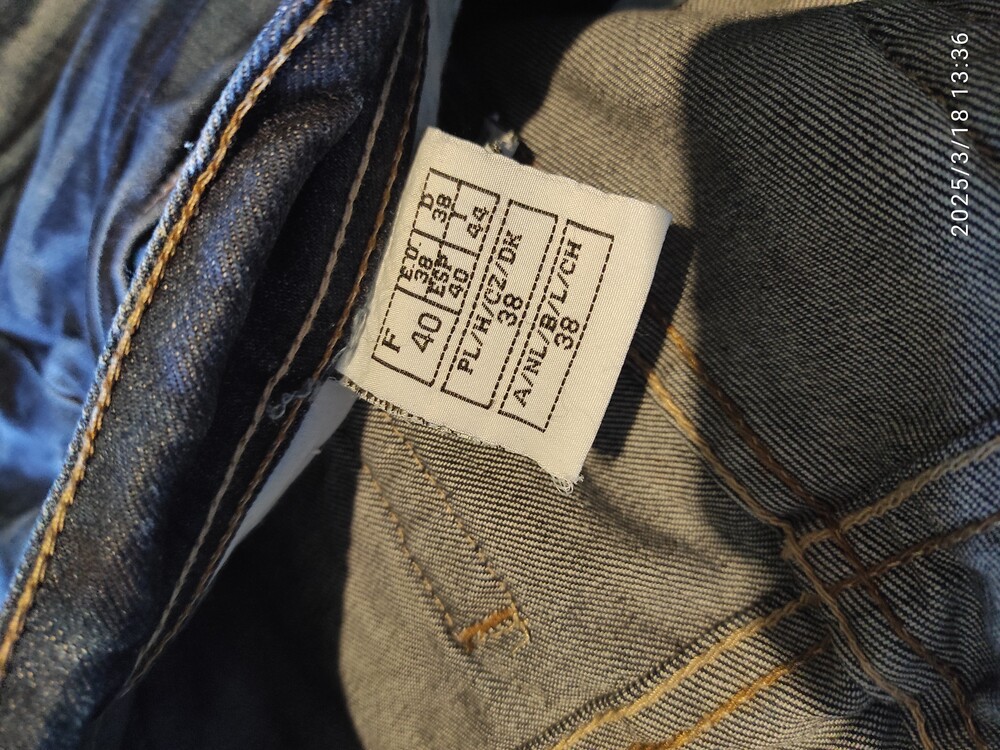 F
40
EU.
38
D
38
ESP
40
I
44
PL/H/CZ/DK
38
A/NL/B/L/CH
38
2025/3/18 13:36